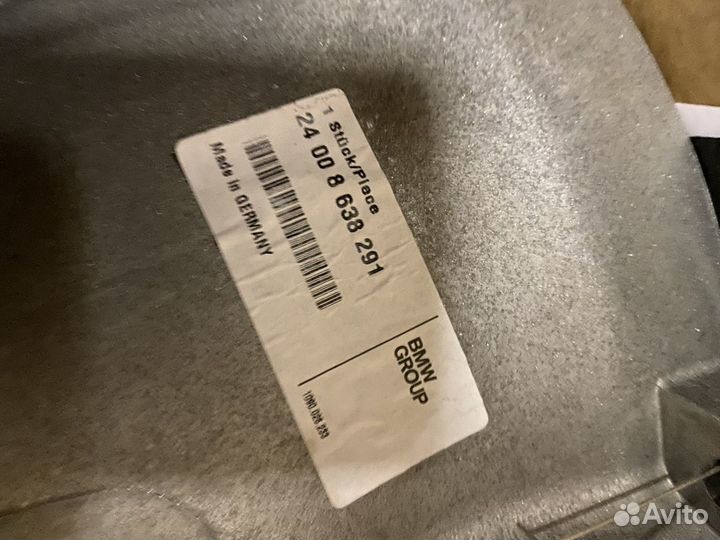 1 Stück/Piece
24 00 8 638 291
Made in GERMANY
BMW
GROUP
Avito